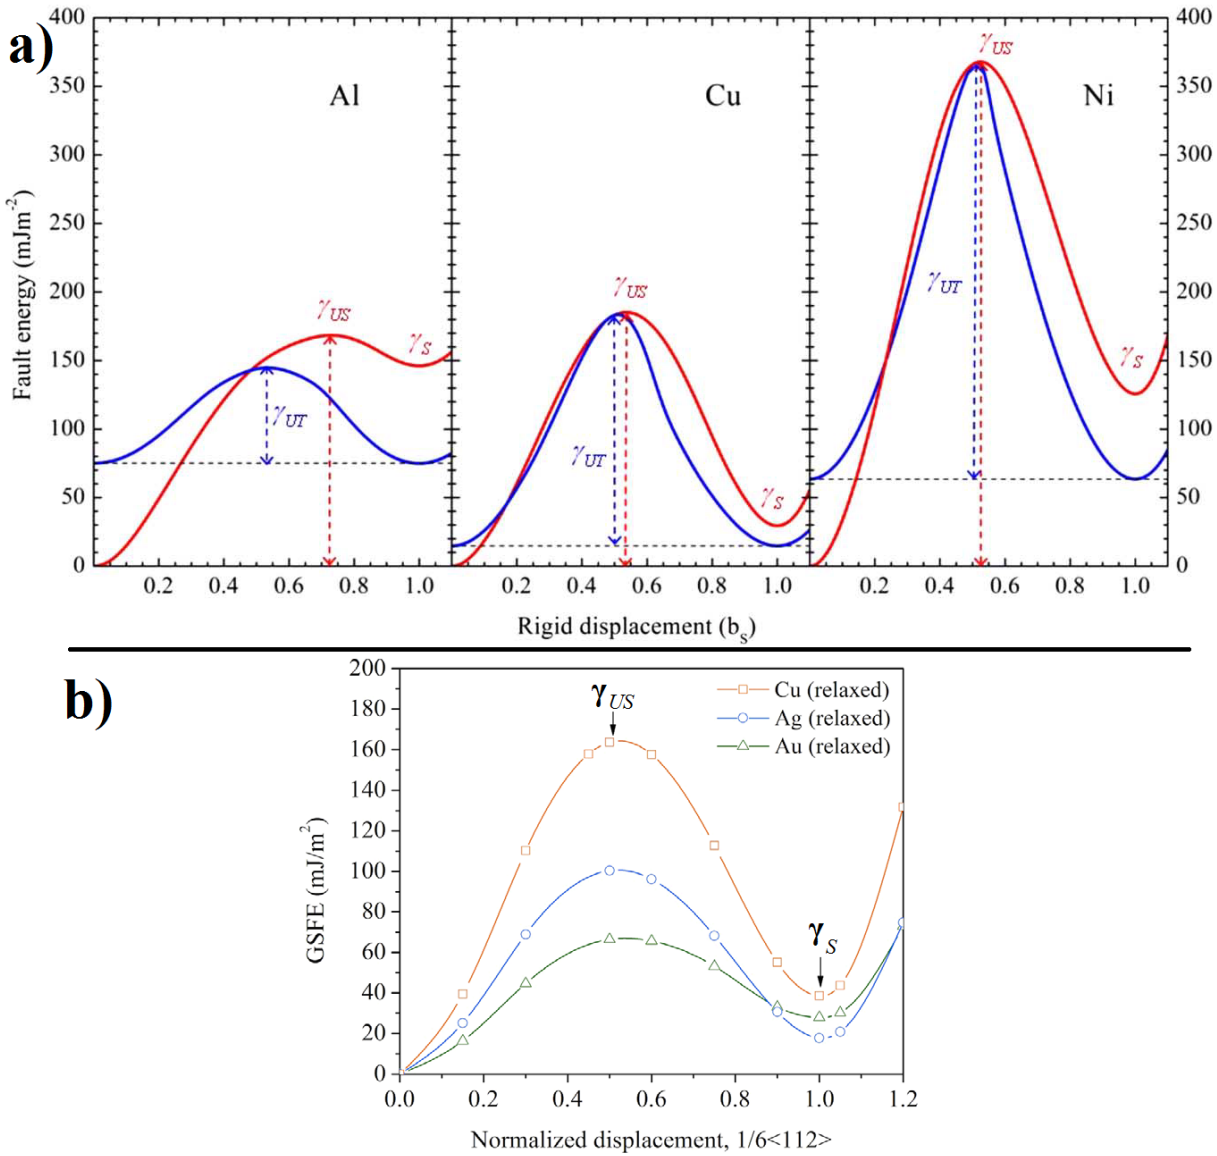 a)
400
350
300
250
200
150
100
50
0
Fault energy (mJm⁻²)
Al
γUS
γS
γUT
0.2 0.4 0.6 0.8 1.0
Cu
γUS
γUT
γS
0.2 0.4 0.6 0.8 1.0
Ni
γUS
γUT
γS
0.2 0.4 0.6 0.8 1.0
400
350
300
250
200
150
100
50
0
Rigid displacement (bₛ)
b)
200
180
160
140
120
100
80
60
40
20
0
GSFE (mJ/m²)
γUS
γS
Cu (relaxed)
Ag (relaxed)
Au (relaxed)
0.0 0.2 0.4 0.6 0.8 1.0 1.2
Normalized displacement, 1/6<112>